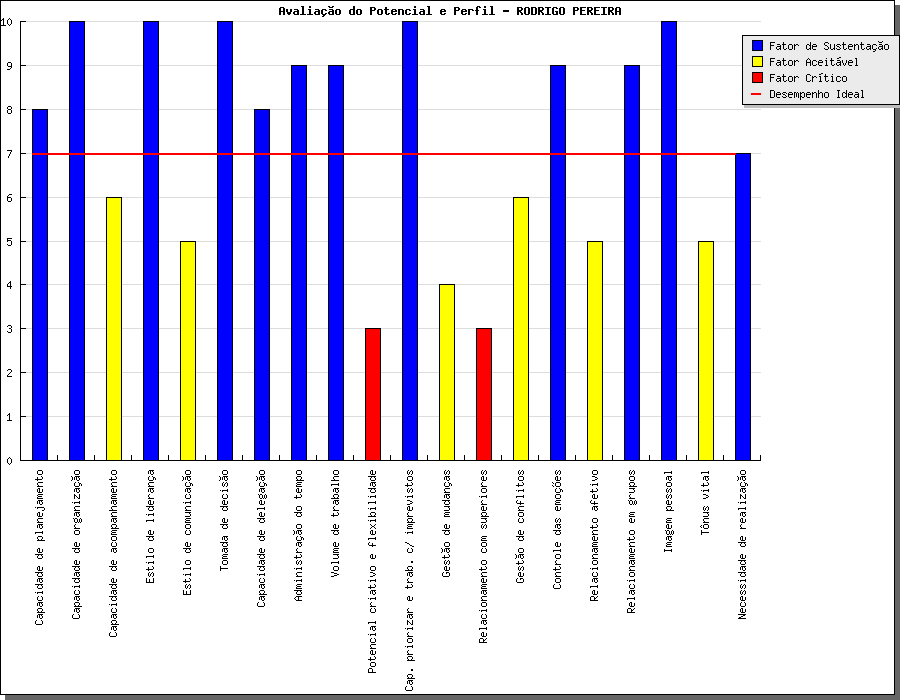 Avaliação do Potencial e Perfil - RODRIGO PEREIRA
Fator de Sustentação
Fator Aceitável
Fator Crítico
Desempenho Ideal
10
9
8
7
6
5
4
3
2
1
0
Capacidade de planejamento
Capacidade de organização
Capacidade de acompanhamento
Estilo de liderança
Estilo de comunicação
Tomada de decisão
Capacidade de delegação
Administração do tempo
Volume de trabalho
Potencial criativo e flexibilidade
Cap. priorizar e trab. c/ imprevistos
Gestão de mudanças
Relacionamento com superiores
Gestão de conflitos
Controle das emoções
Relacionamento afetivo
Relacionamento em grupos
Imagem pessoal
Tônus vital
Necessidade de realização